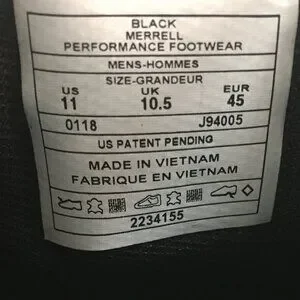 BLACK
MERRELL
PERFORMANCE FOOTWEAR
MENS-HOMMES
SIZE-GRANDEUR
US UK EUR
11 10.5 45
0118 J94005
US PATENT PENDING
MADE IN VIETNAM
FABRIQUE EN VIETNAM
2234155